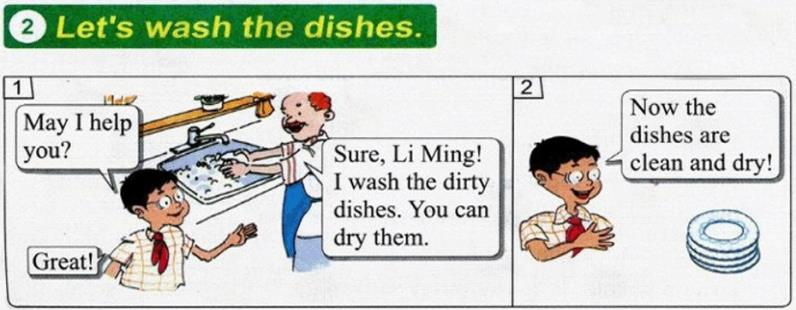 2 Let's wash the dishes.
1
May I help
you?
Sure, Li Ming!
I wash the dirty
dishes. You can
dry them.
Great!
2
Now the
dishes are
clean and dry!